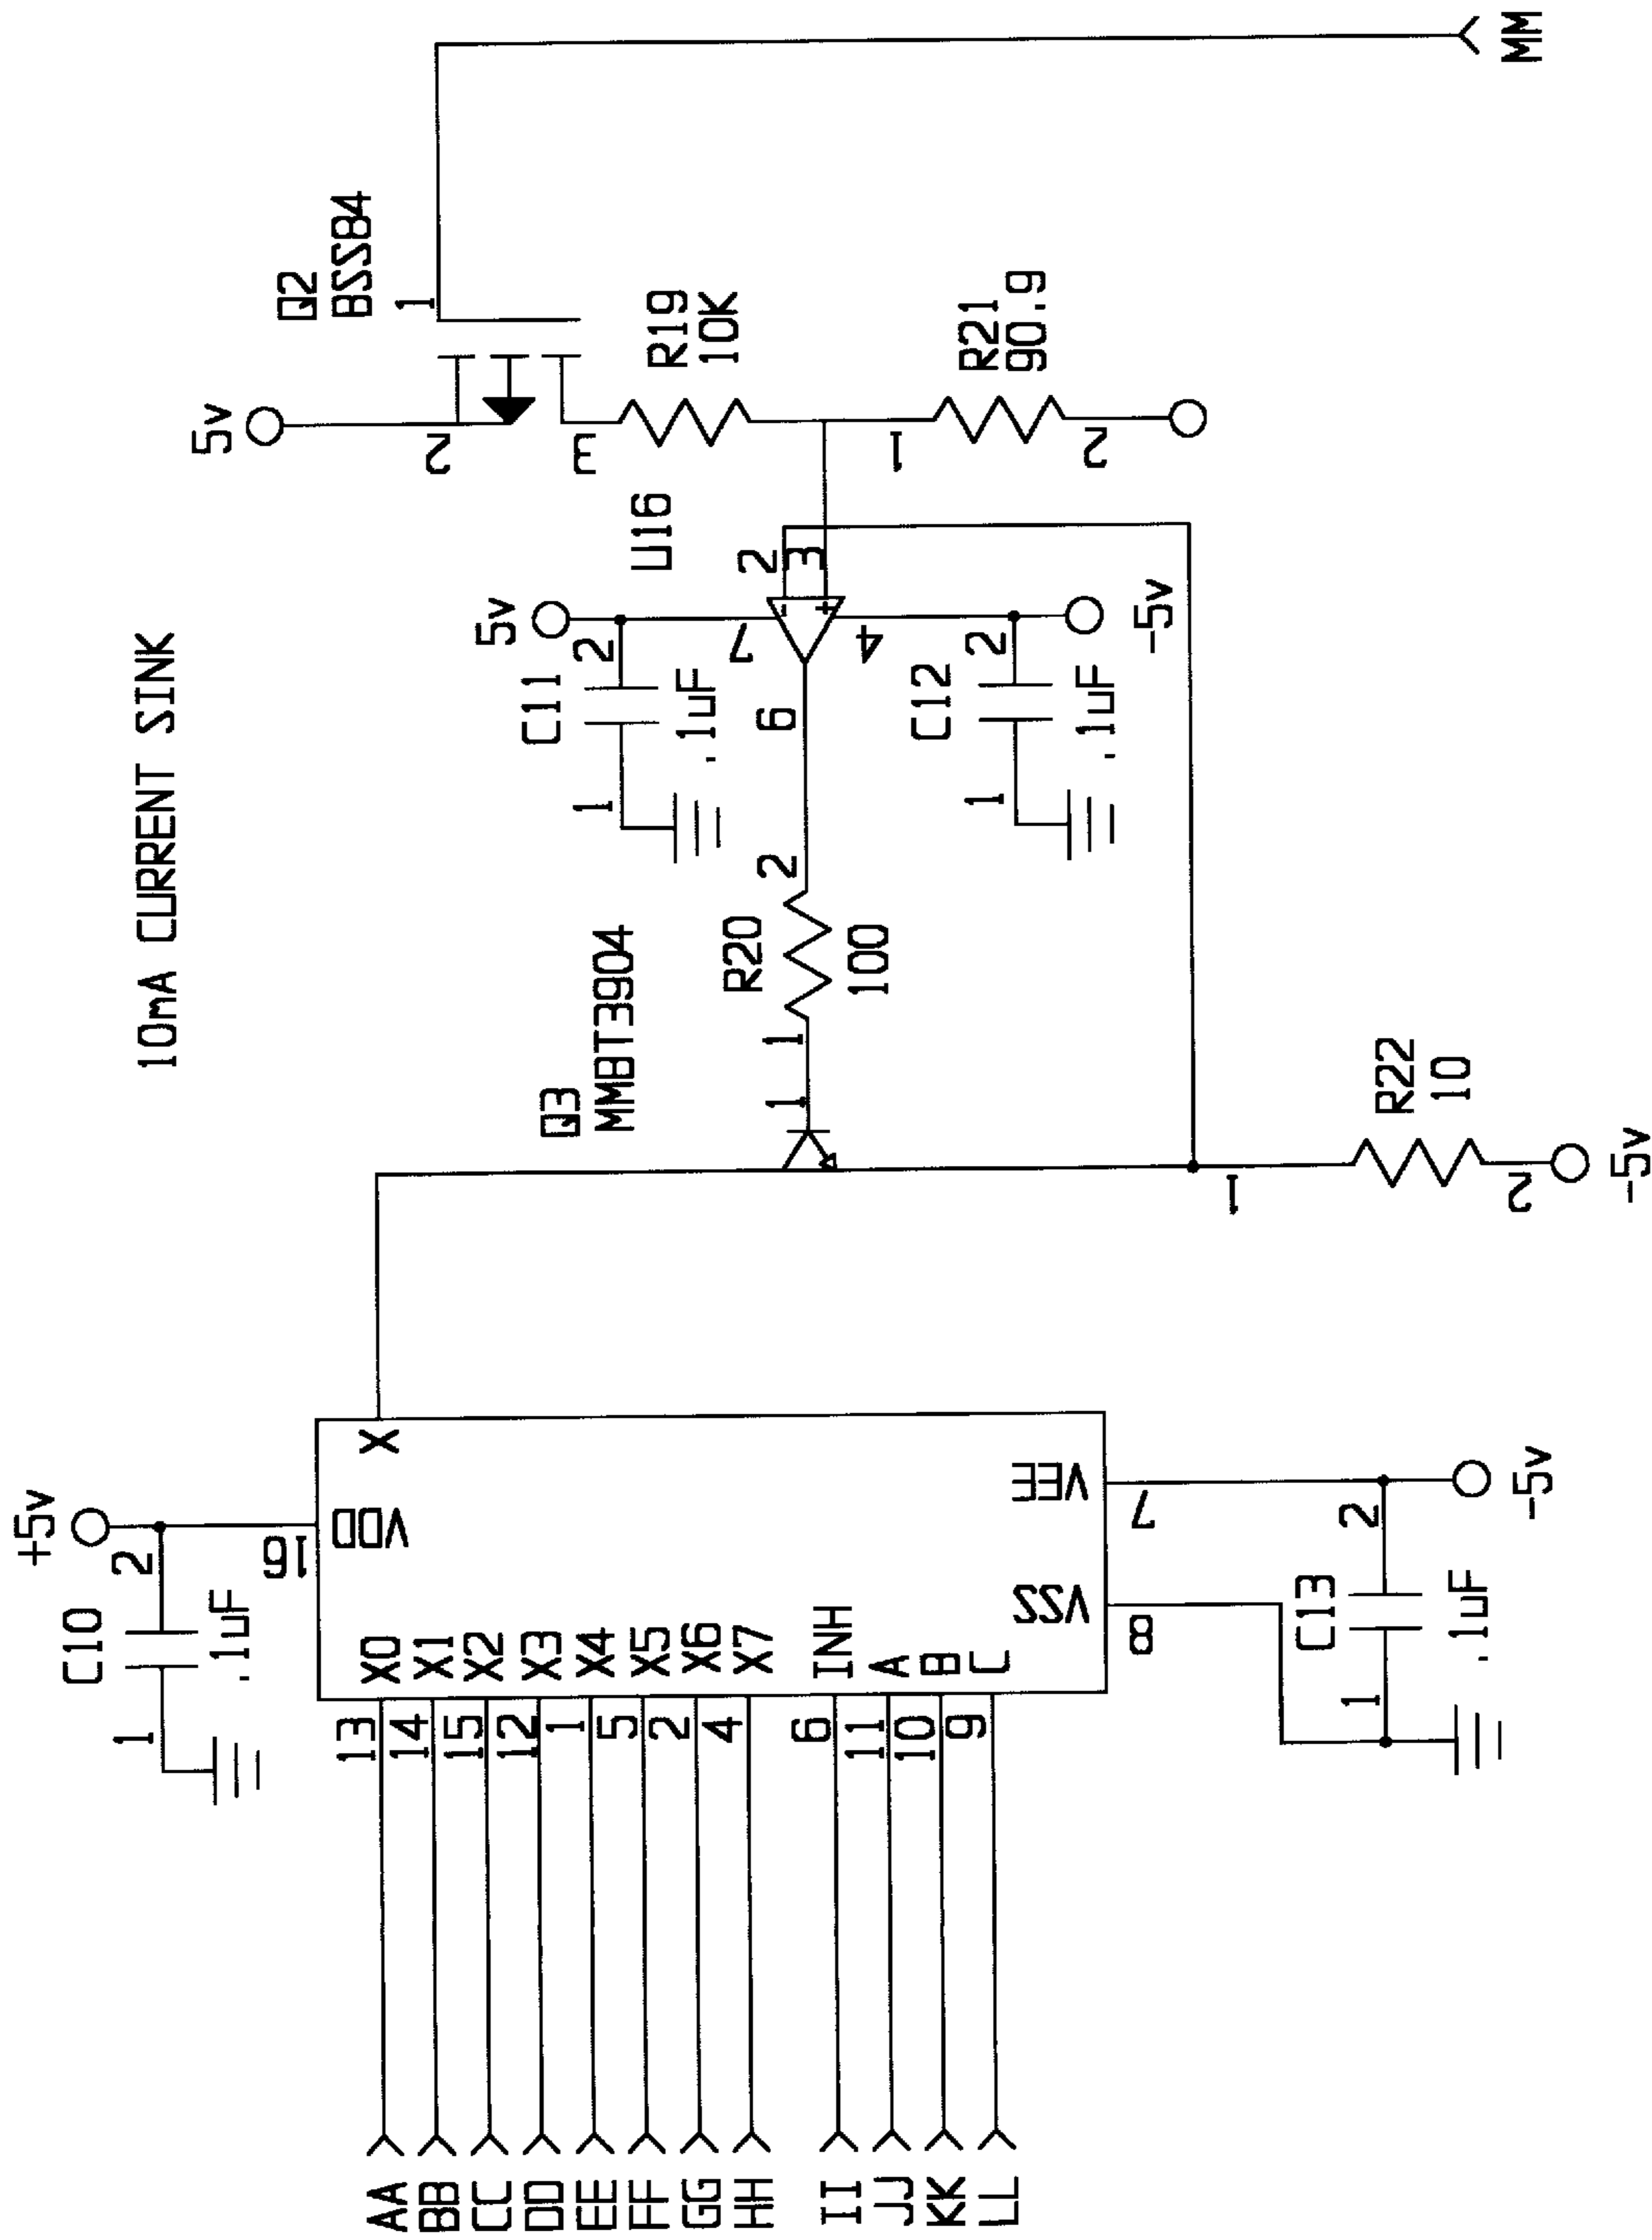 10mA CURRENT SINK
+5v
C10
.1uF
1
2
16
VDD
X
AA
13
X0
BB
14
X1
CC
15
X2
DD
12
X3
EE
1
X4
FF
5
X5
GG
2
X6
HH
4
X7
II
6
INH
JJ
11
A
KK
10
B
LL
9
C
VSS
8
VEE
7
C13
.1uF
1
2
-5v
Q3
MMBT3904
1
R20
100
1
2
R22
10
1
2
-5v
5v
C11
.1uF
1
2
U16
7
2
3
-
+
6
4
C12
.1uF
1
2
-5v
5v
Q2
BSS84
1
2
3
R19
10K
R21
90.9
1
2
MM